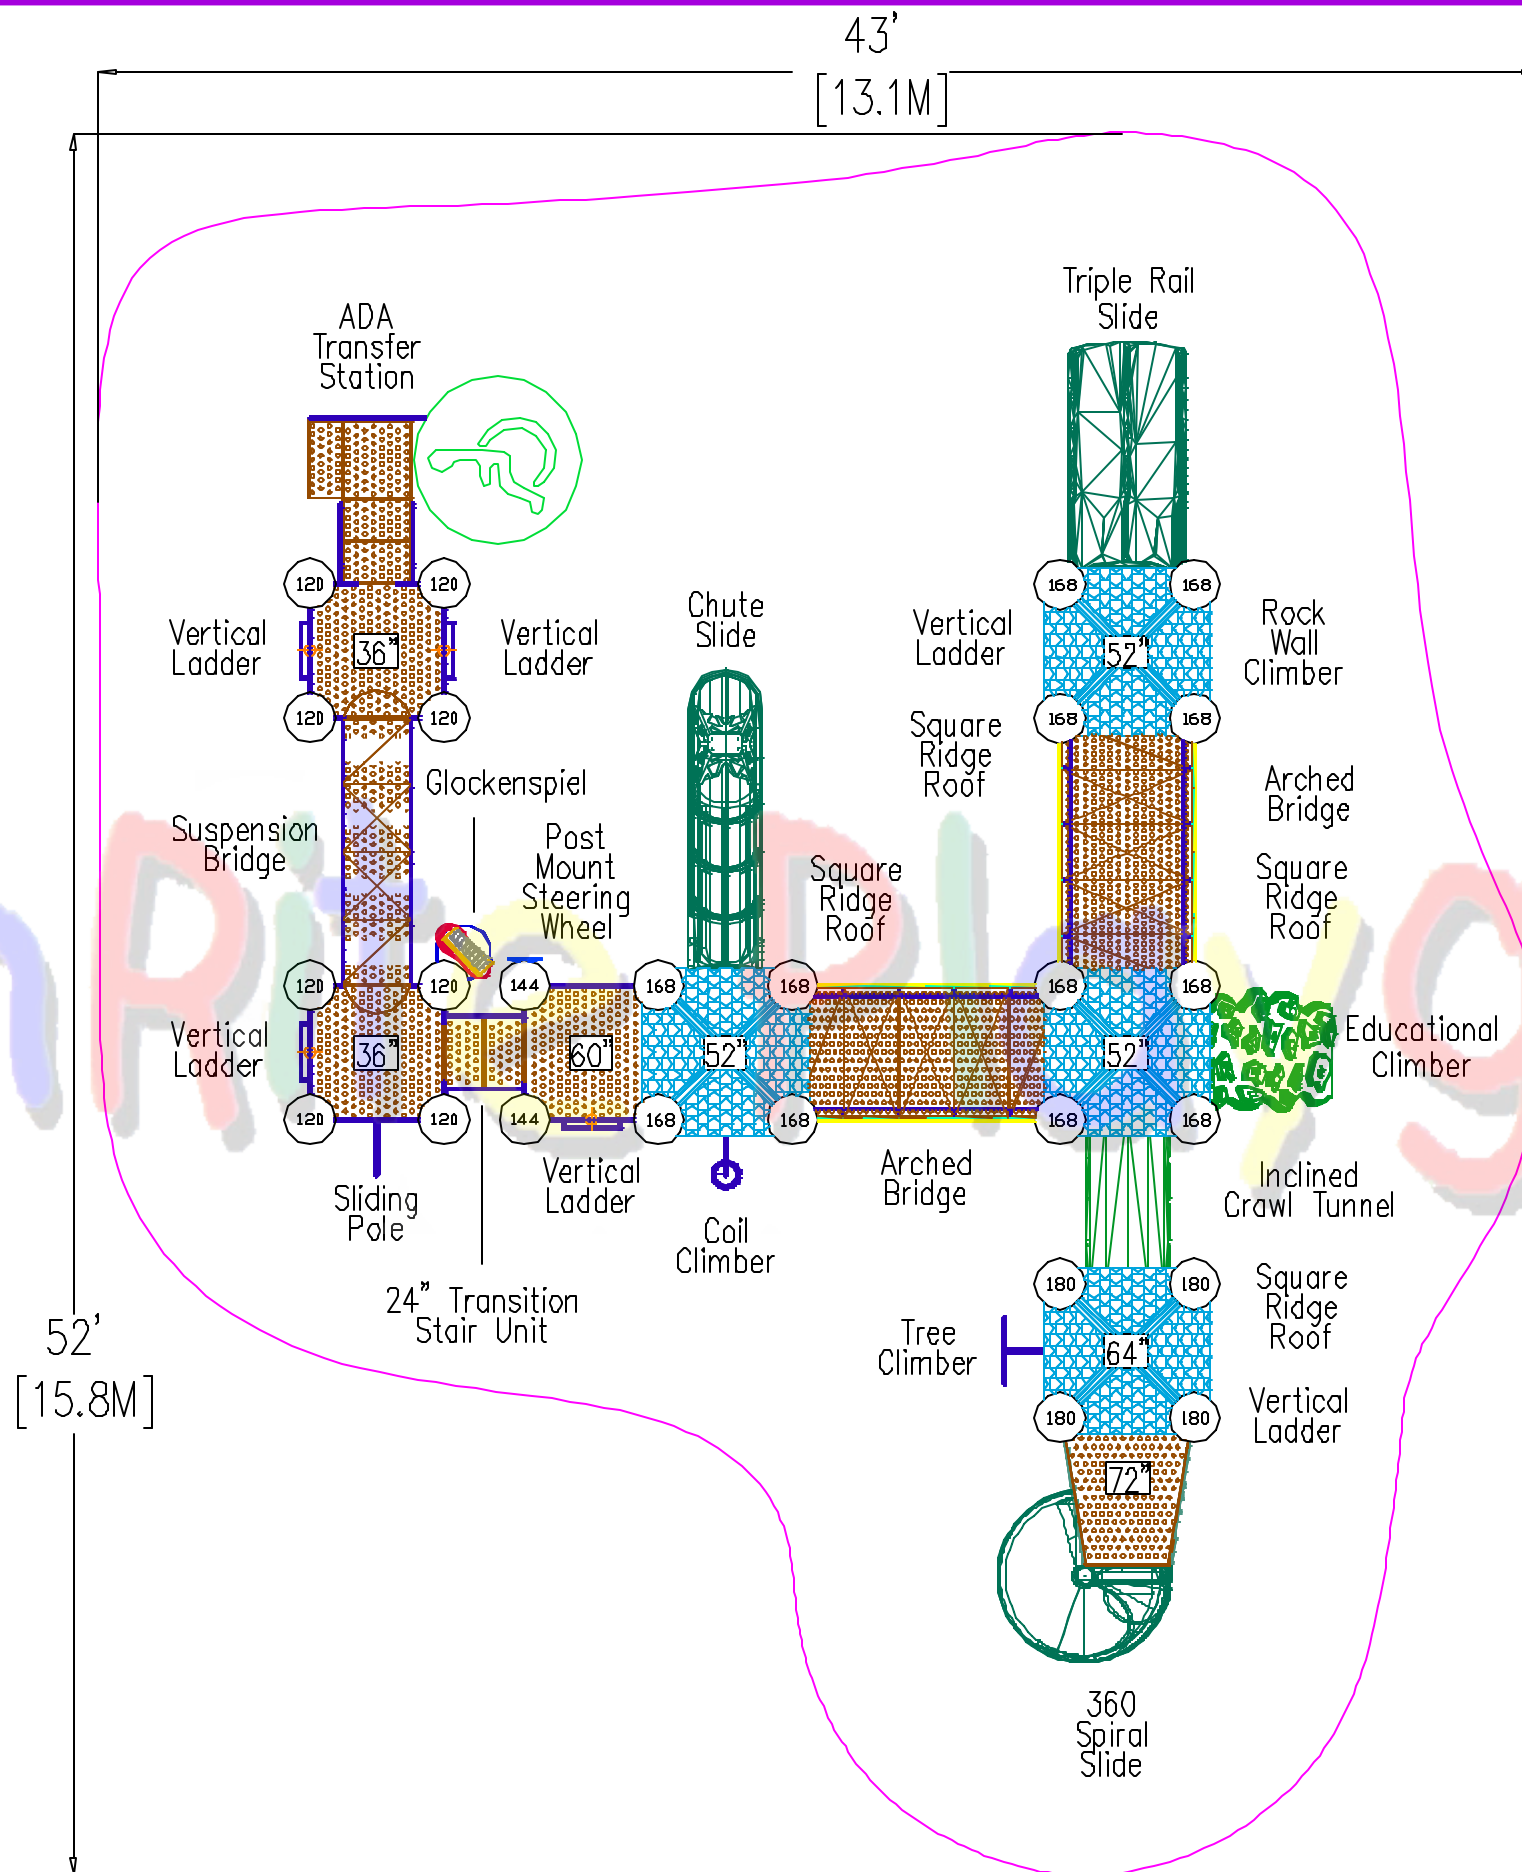 43'
[13.1M]
Triple Rail
Slide
ADA
Transfer
Station
120
120
168
168
Chute
Slide
Vertical
Ladder
36"
Vertical
Ladder
Vertical
Ladder
52"
Rock
Wall
Climber
120
120
168
168
Square
Ridge
Roof
Glockenspiel
Arched
Bridge
Suspension
Bridge
Post
Mount
Steering
Wheel
Square
Ridge
Roof
Square
Ridge
Roof
120
120
144
168
168
168
168
Vertical
Ladder
36"
60"
52"
52"
Educational
Climber
120
120
144
168
168
168
168
Sliding
Pole
Vertical
Ladder
Coil
Climber
Arched
Bridge
Inclined
Crawl Tunnel
24" Transition
Stair Unit
180
180
Square
Ridge
Roof
52'
[15.8M]
Tree
Climber
64"
180
180
Vertical
Ladder
72"
360
Spiral
Slide
nRite Playg